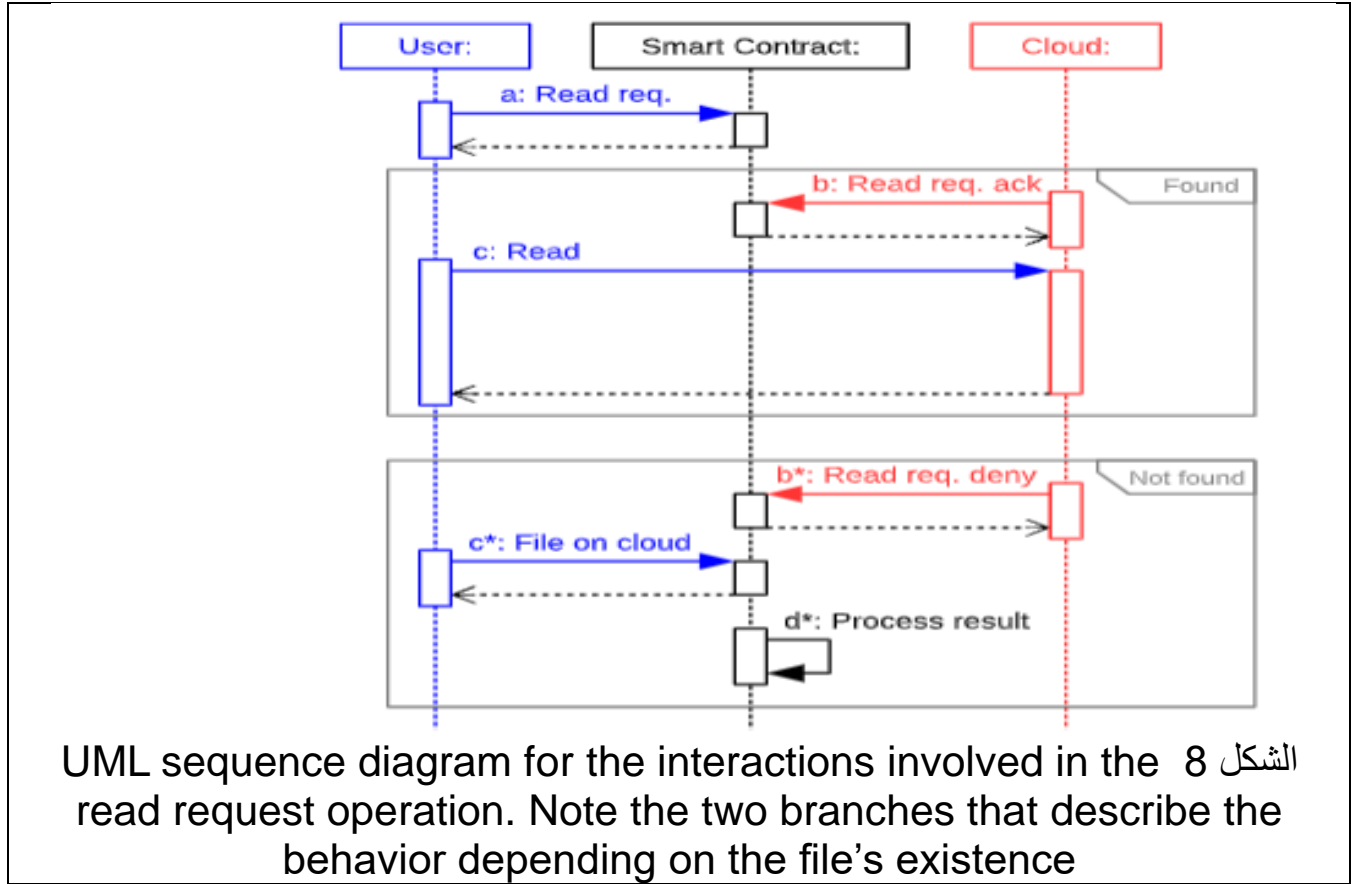 User:
Smart Contract:
Cloud:
a: Read req.
b: Read req. ack
Found
c: Read
b*: Read req. deny
Not found
c*: File on cloud
d*: Process result
UML sequence diagram for the interactions involved in the 8 الشكل
read request operation. Note the two branches that describe the
behavior depending on the file’s existence